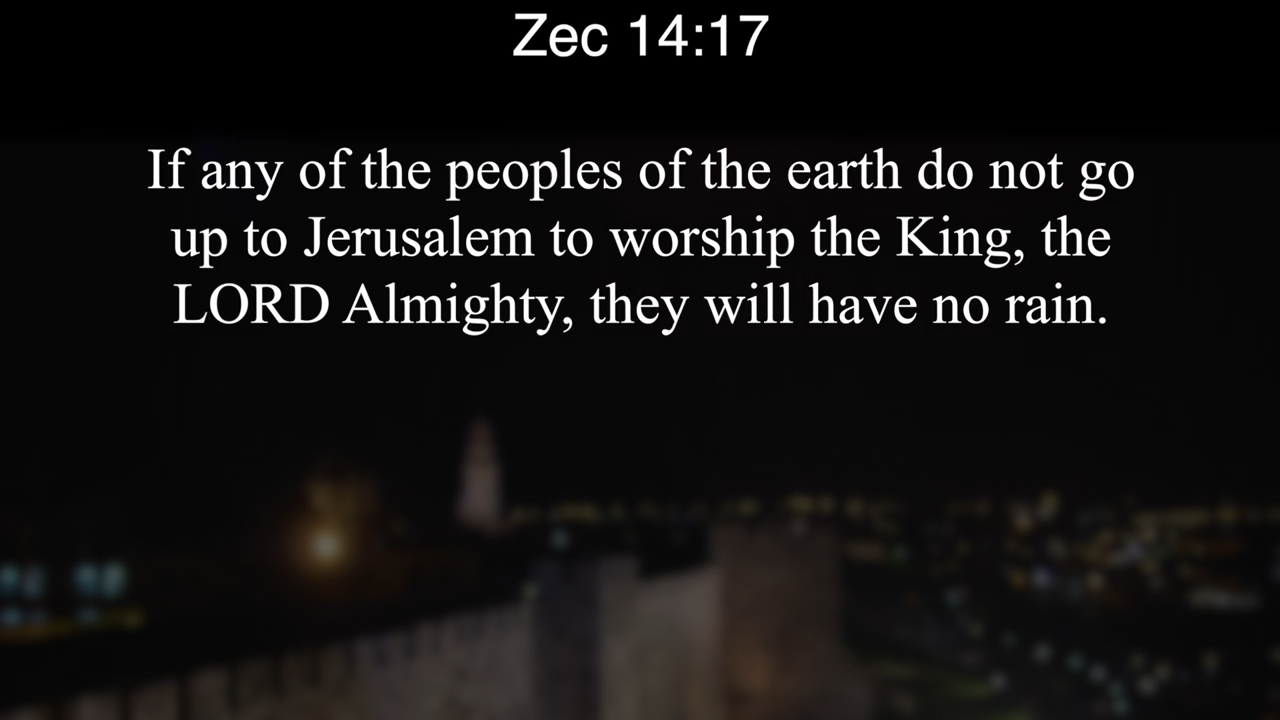 Zec 14:17
If any of the peoples of the earth do not go
up to Jerusalem to worship the King, the
LORD Almighty, they will have no rain.